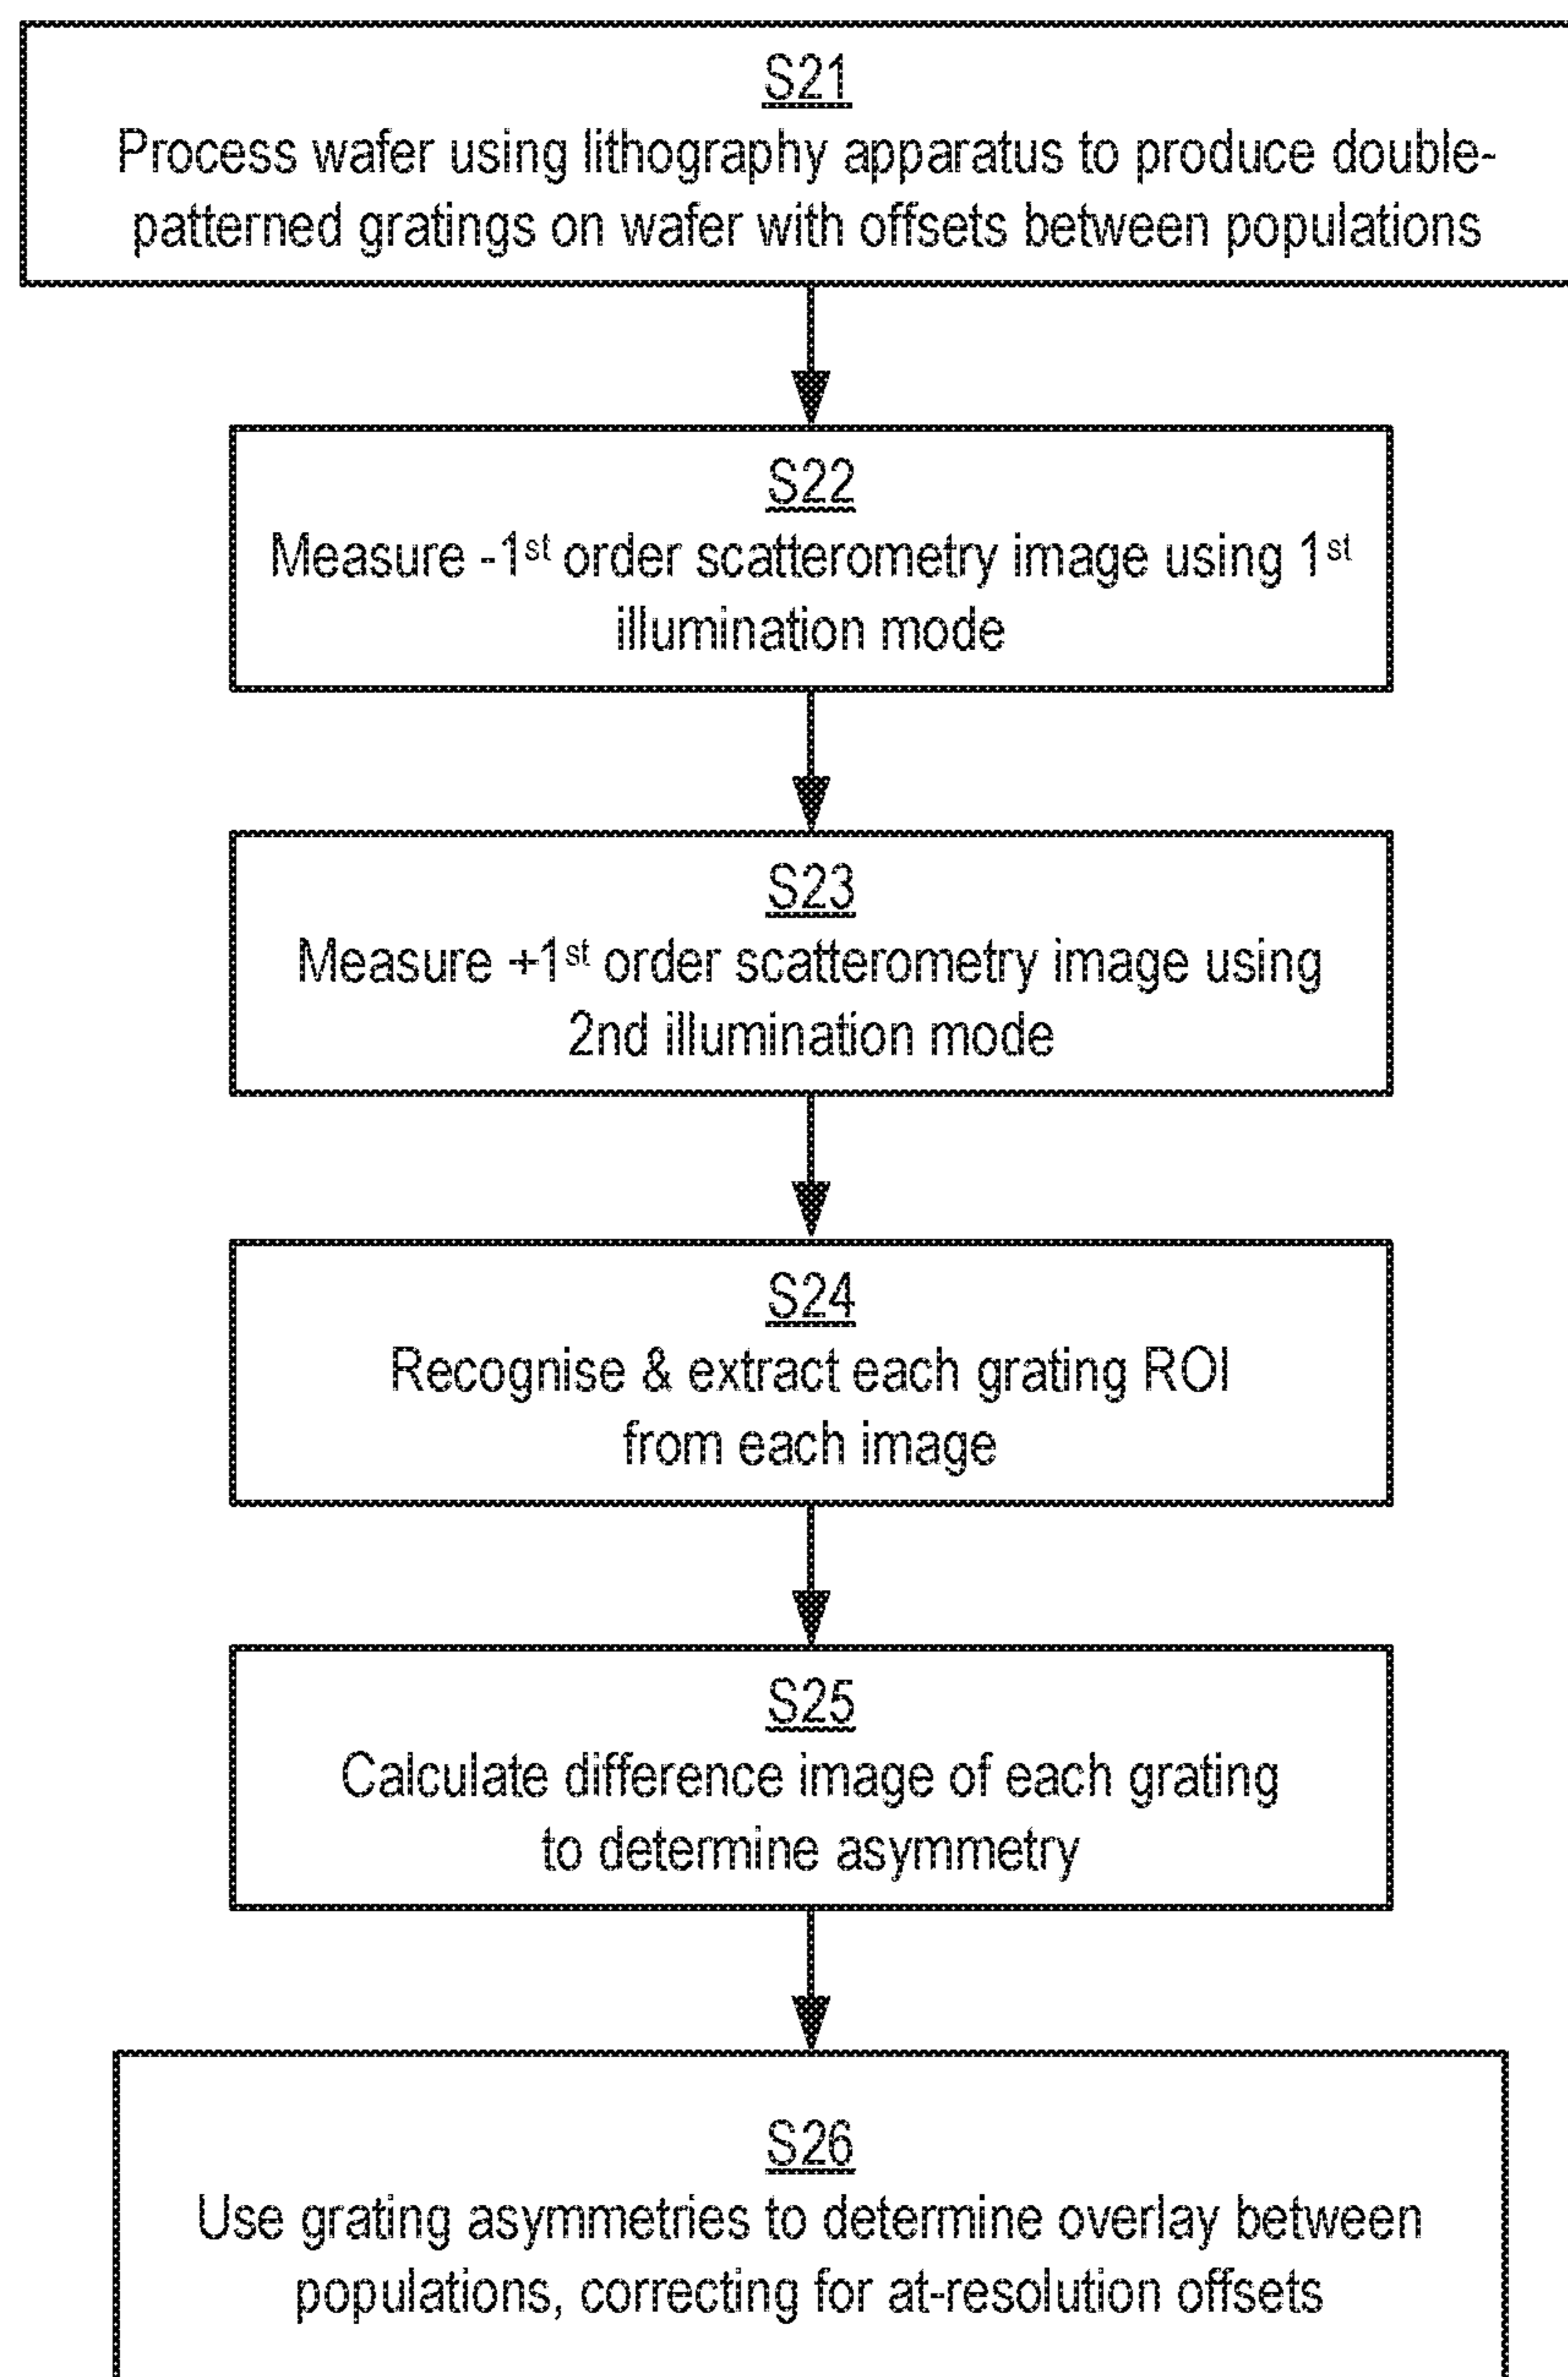 S21
Process wafer using lithography apparatus to produce double-
patterned gratings on wafer with offsets between populations
S22
Measure -1st order scatterometry image using 1st
illumination mode
S23
Measure +1st order scatterometry image using
2nd illumination mode
S24
Recognise & extract each grating ROI
from each image
S25
Calculate difference image of each grating
to determine asymmetry
S26
Use grating asymmetries to determine overlay between
populations, correcting for at-resolution offsets